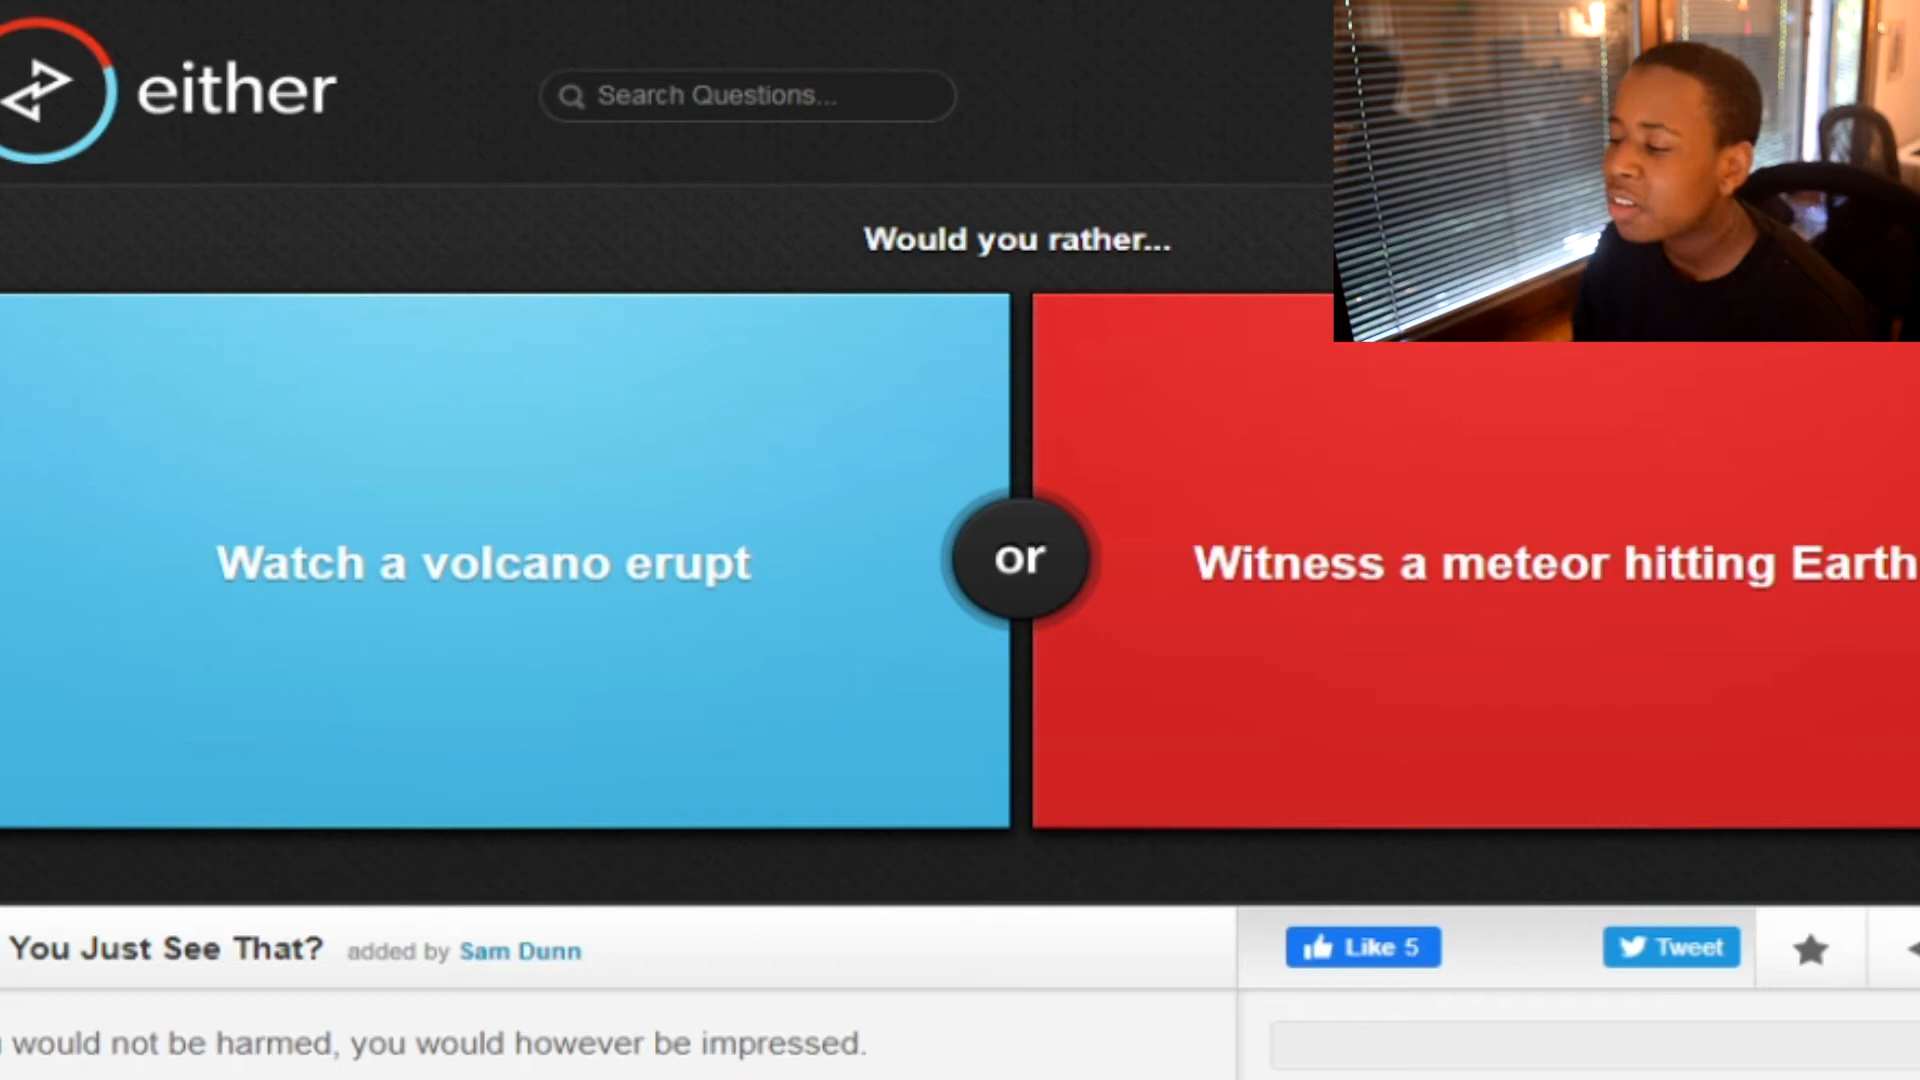 either
Search Questions...
Would you rather...
Watch a volcano erupt
or
Witness a meteor hitting Earth
You Just See That? added by Sam Dunn
Like 5
Tweet
would not be harmed, you would however be impressed.